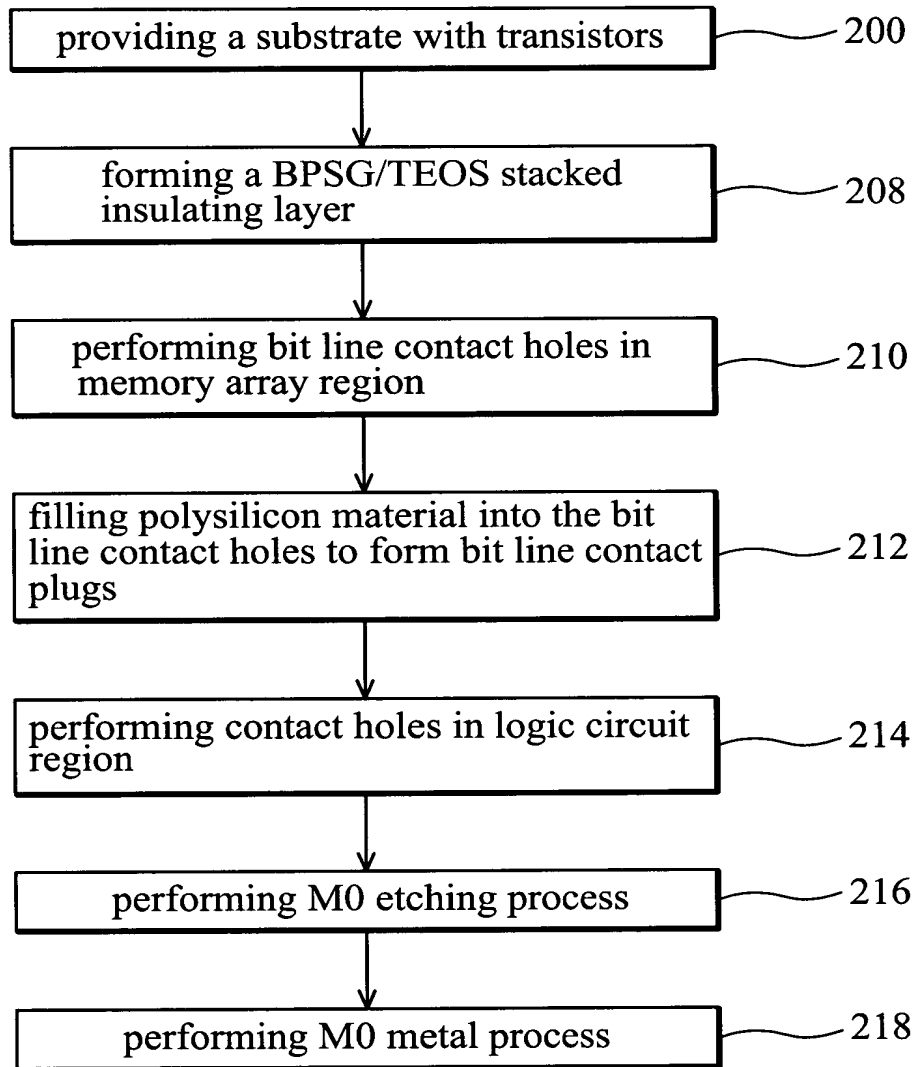 providing a substrate with transistors
200
forming a BPSG/TEOS stacked
insulating layer
208
performing bit line contact holes in
memory array region
210
filling polysilicon material into the bit
line contact holes to form bit line contact
plugs
212
performing contact holes in logic circuit
region
214
performing M0 etching process
216
performing M0 metal process
218